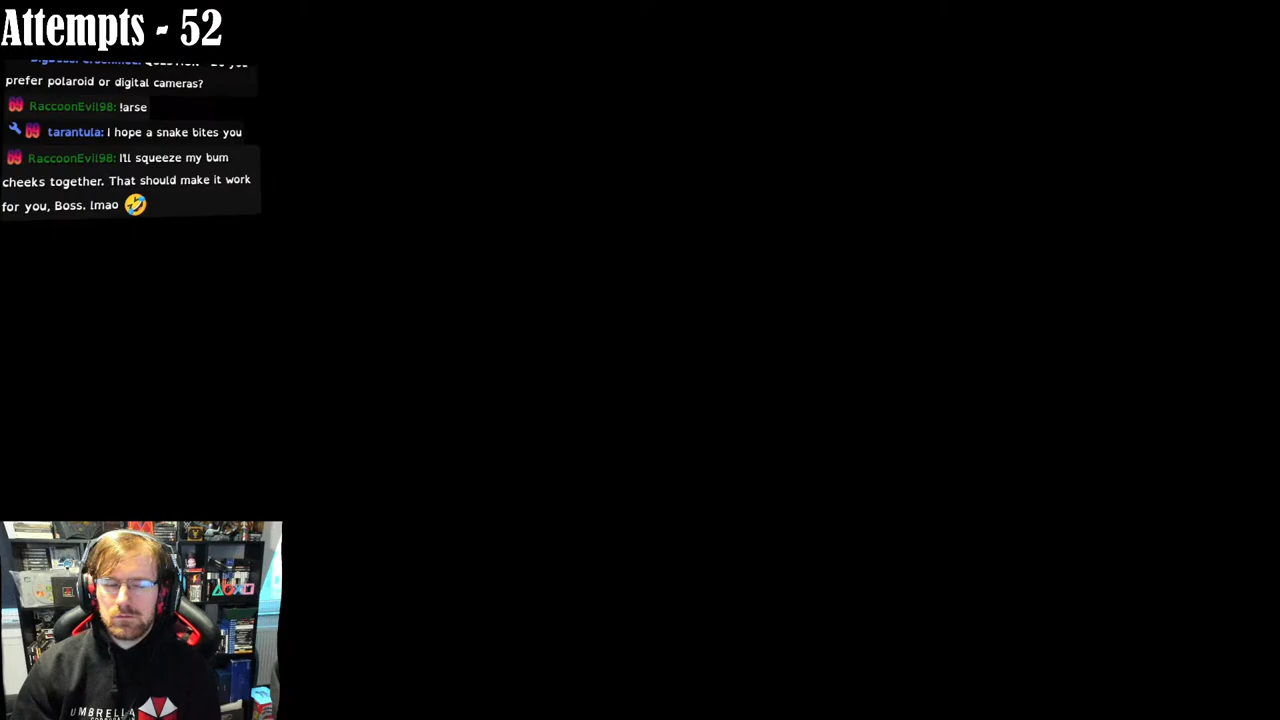 Attempts - 52
prefer polaroid or digital cameras?
RaccoonEvil98: !arse
tarantula: I hope a snake bites you
RaccoonEvil98: I'll squeeze my bum
cheeks together. That should make it work
for you, Boss. lmao 🤣
UMBRELLA